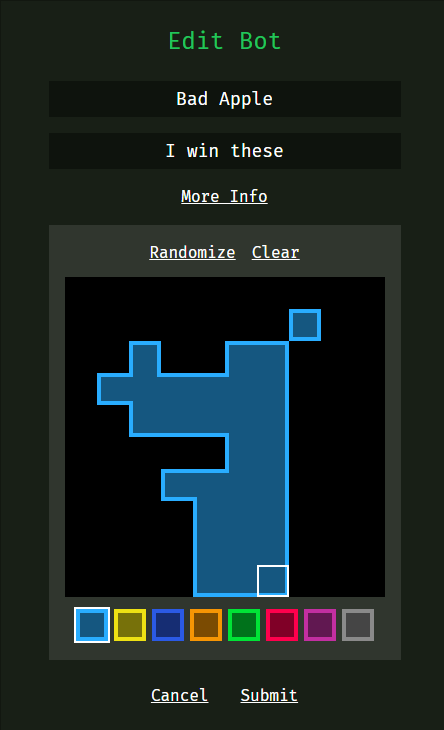 Edit Bot
Bad Apple
I win these
More Info
Randomize Clear
Cancel Submit